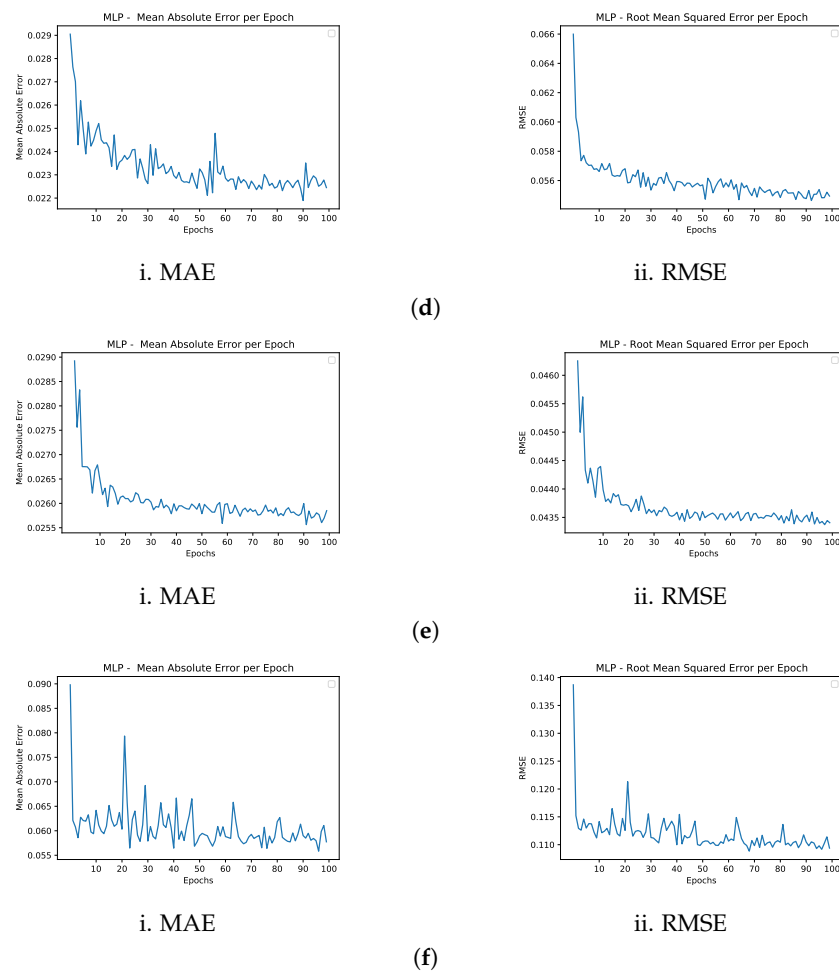 MLP - Mean Absolute Error per Epoch
Mean Absolute Error
0.029
0.028
0.027
0.026
0.025
0.024
0.023
0.022
10 20 30 40 50 60 70 80 90 100
Epochs
MLP - Root Mean Squared Error per Epoch
RMSE
0.066
0.064
0.062
0.060
0.058
0.056
10 20 30 40 50 60 70 80 90 100
Epochs
i. MAE
ii. RMSE
(d)
MLP - Mean Absolute Error per Epoch
Mean Absolute Error
0.0290
0.0285
0.0280
0.0275
0.0270
0.0265
0.0260
0.0255
10 20 30 40 50 60 70 80 90 100
Epochs
MLP - Root Mean Squared Error per Epoch
RMSE
0.0460
0.0455
0.0450
0.0445
0.0440
0.0435
10 20 30 40 50 60 70 80 90 100
Epochs
i. MAE
ii. RMSE
(e)
MLP - Mean Absolute Error per Epoch
Mean Absolute Error
0.090
0.085
0.080
0.075
0.070
0.065
0.060
0.055
10 20 30 40 50 60 70 80 90 100
Epochs
MLP - Root Mean Squared Error per Epoch
RMSE
0.140
0.135
0.130
0.125
0.120
0.115
0.110
10 20 30 40 50 60 70 80 90 100
Epochs
i. MAE
ii. RMSE
(f)